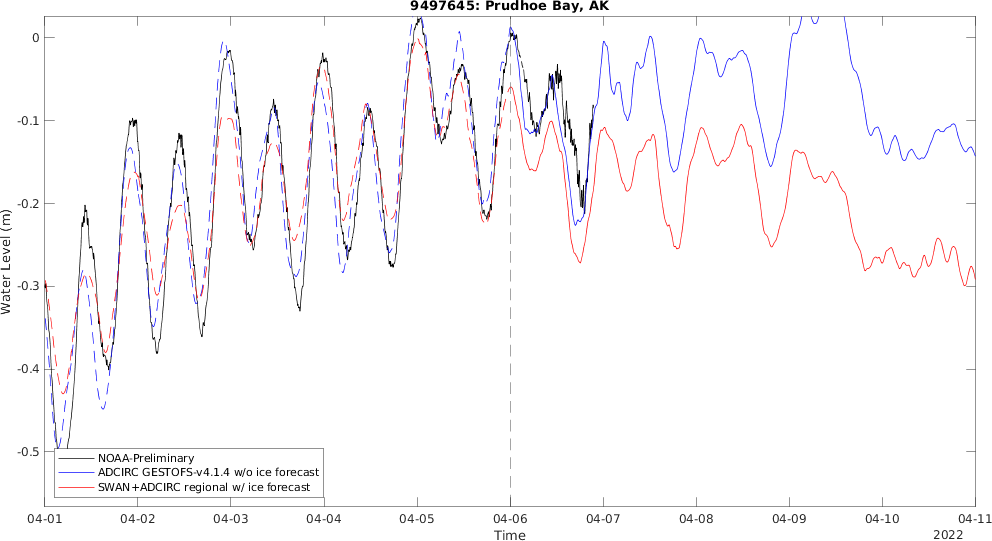 9497645: Prudhoe Bay, AK
0
-0.1
-0.2
-0.3
-0.4
-0.5
Water Level (m)
NOAA-Preliminary
ADCIRC GESTOFS-v4.1.4 w/o ice forecast
SWAN+ADCIRC regional w/ ice forecast
04-01 04-02 04-03 04-04 04-05 04-06 04-07 04-08 04-09 04-10 04-11
Time
2022